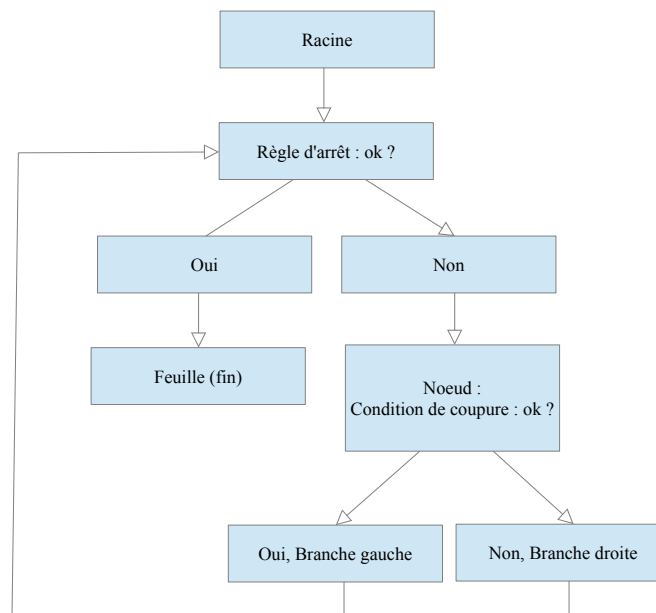 Racine
Règle d'arrêt : ok ?
Oui
Non
Feuille (fin)
Noeud :
Condition de coupure : ok ?
Oui, Branche gauche
Non, Branche droite